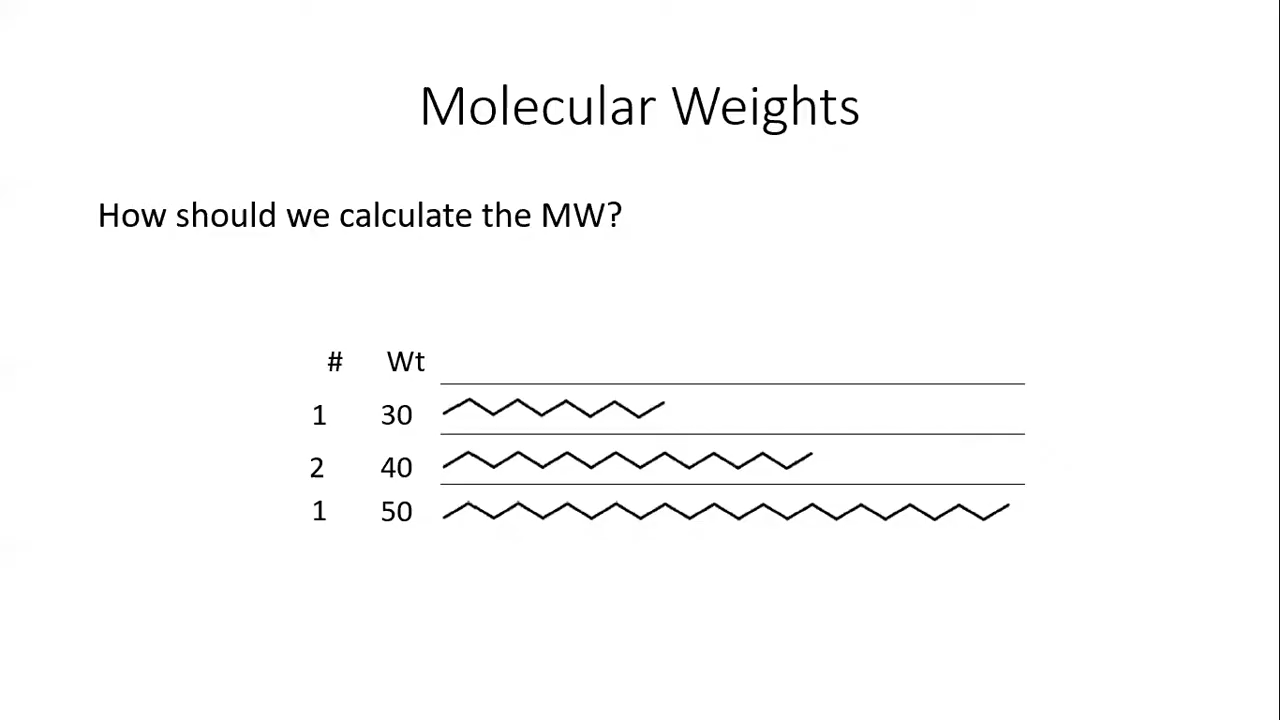 Molecular Weights
How should we calculate the MW?
# Wt
1 30
2 40
1 50